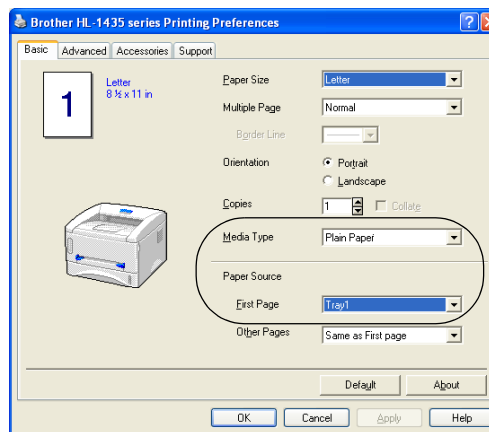 Brother HL-1435 series Printing Preferences
Basic Advanced Accessories Support
1
Letter
8 ½ x 11 in
Paper Size Letter
Multiple Page Normal
Border Line
Orientation Portrait
Landscape
Copies 1 Collate
Media Type Plain Paper
Paper Source
First Page Tray1
Other Pages Same as First page
Default About
OK Cancel Apply Help